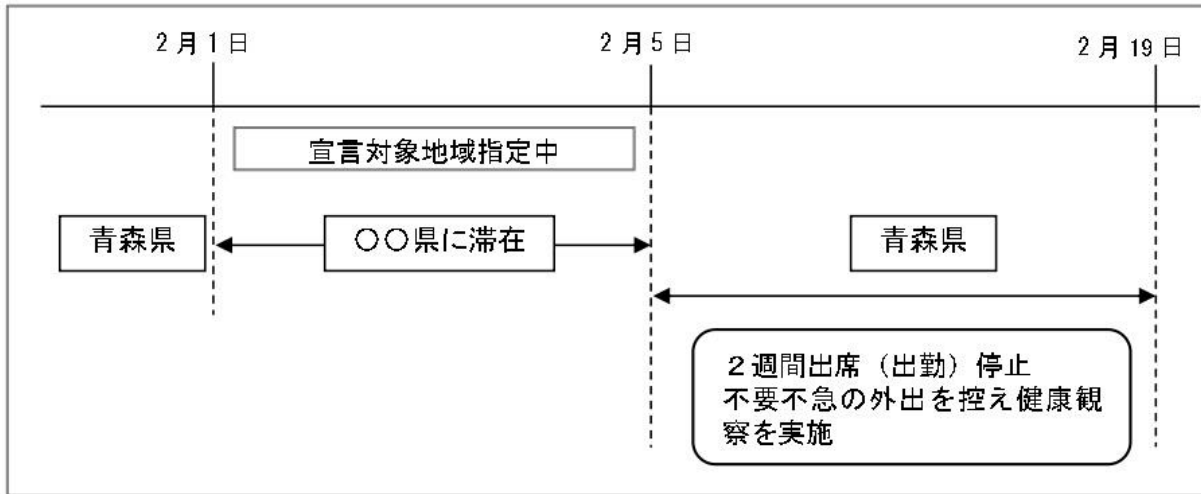 2月1日
2月5日
2月19日
宣言対象地域指定中
青森県
〇〇県に滞在
青森県
2週間出席（出勤）停止
不要不急の外出を控え健康観
察を実施